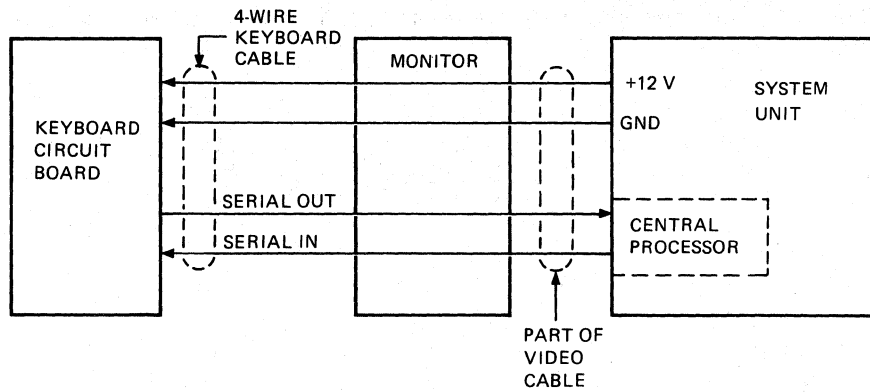 4-WIRE
KEYBOARD
CABLE
MONITOR
+12 V
SYSTEM
UNIT
GND
KEYBOARD
CIRCUIT
BOARD
SERIAL OUT
SERIAL IN
CENTRAL
PROCESSOR
PART OF
VIDEO
CABLE